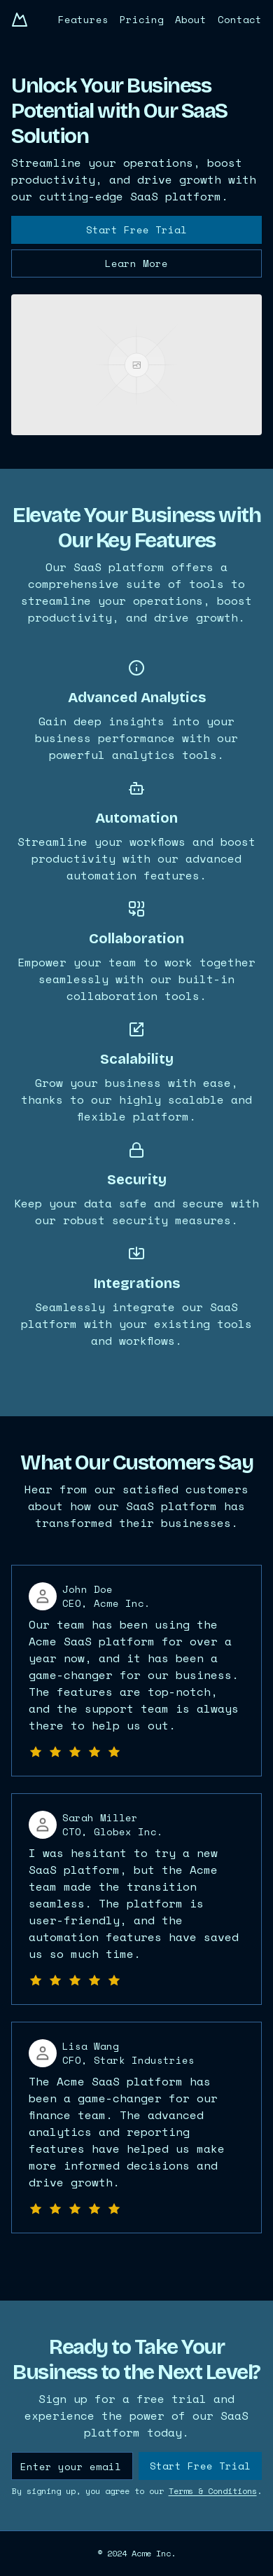 Features Pricing About Contact
Unlock Your Business
Potential with Our SaaS
Solution
Streamline your operations, boost
productivity, and drive growth with
our cutting-edge SaaS platform.
Start Free Trial
Learn More
Elevate Your Business with
Our Key Features
Our SaaS platform offers a
comprehensive suite of tools to
streamline your operations, boost
productivity, and drive growth.
Advanced Analytics
Gain deep insights into your
business performance with our
powerful analytics tools.
Automation
Streamline your workflows and boost
productivity with our advanced
automation features.
Collaboration
Empower your team to work together
seamlessly with our built-in
collaboration tools.
Scalability
Grow your business with ease,
thanks to our highly scalable and
flexible platform.
Security
Keep your data safe and secure with
our robust security measures.
Integrations
Seamlessly integrate our SaaS
platform with your existing tools
and workflows.
What Our Customers Say
Hear from our satisfied customers
about how our SaaS platform has
transformed their businesses.
John Doe
CEO, Acme Inc.
Our team has been using the
Acme SaaS platform for over a
year now, and it has been a
game-changer for our business.
The features are top-notch,
and the support team is always
there to help us out.
Sarah Miller
CTO, Globex Inc.
I was hesitant to try a new
SaaS platform, but the Acme
team made the transition
seamless. The platform is
user-friendly, and the
automation features have saved
us so much time.
Lisa Wang
CFO, Stark Industries
The Acme SaaS platform has
been a game-changer for our
finance team. The advanced
analytics and reporting
features have helped us make
more informed decisions and
drive growth.
Ready to Take Your
Business to the Next Level?
Sign up for a free trial and
experience the power of our SaaS
platform today.
Enter your email
Start Free Trial
By signing up, you agree to our Terms & Conditions.
© 2024 Acme Inc.